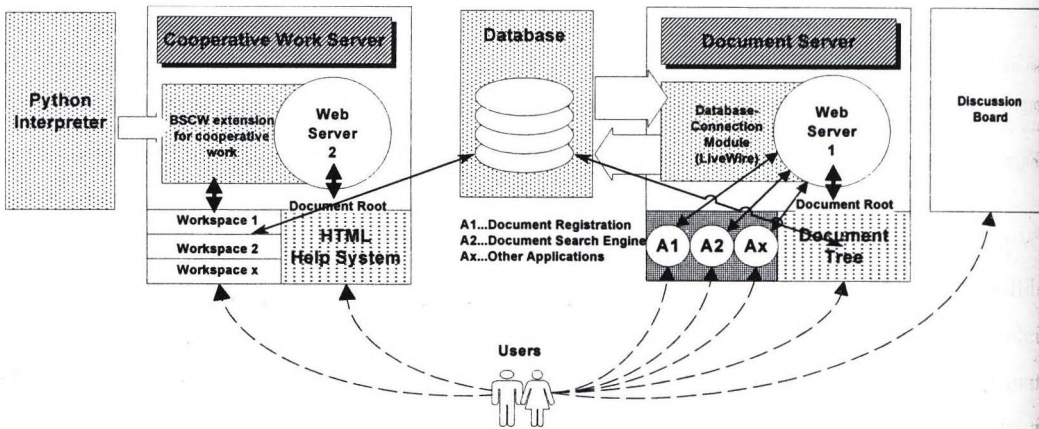 Python
Interpreter
Cooperative Work Server
BSCW extension
for cooperative
work
Web
Server
2
Document Root
Workspace 1
Workspace 2
Workspace x
HTML
Help System
Database
A1...Document Registration
A2...Document Search Engine
Ax...Other Applications
Document Server
Database-
Connection
Module
(LiveWire)
Web
Server
1
Document Root
A1
A2
Ax
Document
Tree
Discussion
Board
Users